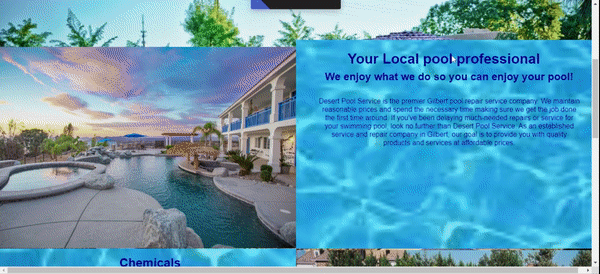 Your Local pool professional
We enjoy what we do so you can enjoy your pool!
Desert Pool Service is the premier Gilbert pool repair service company. We maintain
reasonable prices and spend the necessary time making sure we get the job done
the first time around. If you've been delaying much-needed repairs or service for
your swimming pool, look no further than Desert Pool Service. As an established
service and repair company in Gilbert, our goal is to provide you with quality
products and services at affordable prices.
Chemicals